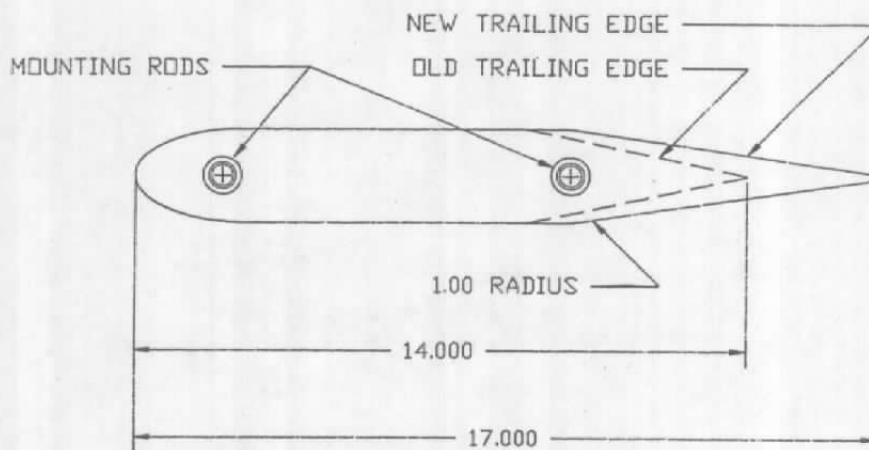 NEW TRAILING EDGE
MOUNTING RODS
OLD TRAILING EDGE
1.00 RADIUS
14.000
17.000